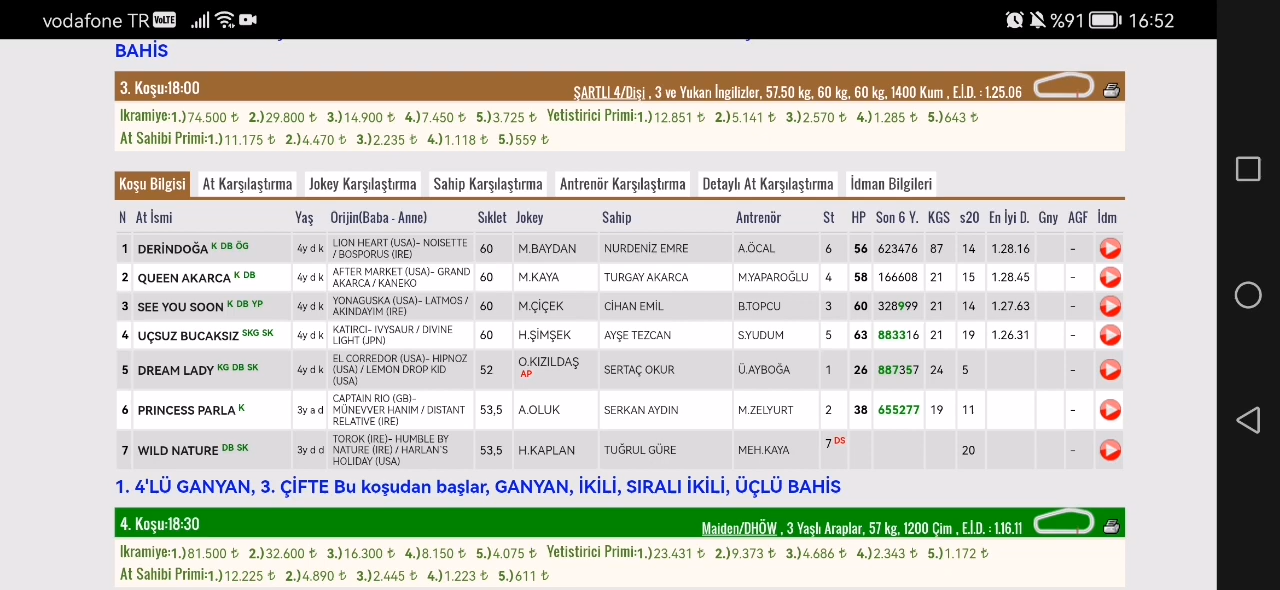 vodafone TR VoLTE %91 16:52
BAHİS
3. Koşu:18:00 ŞARTLI 4/Dişi , 3 ve Yukarı İngilizler, 57.50 kg, 60 kg, 60 kg, 1400 Kum , E.İ.D. : 1.25.06
İkramiye:1.)74.500 ₺ 2.)29.800 ₺ 3.)14.900 ₺ 4.)7.450 ₺ 5.)3.725 ₺ Yetistirici Primi:1.)12.851 ₺ 2.)5.141 ₺ 3.)2.570 ₺ 4.)1.285 ₺ 5.)643 ₺
At Sahibi Primi:1.)11.175 ₺ 2.)4.470 ₺ 3.)2.235 ₺ 4.)1.118 ₺ 5.)559 ₺
Koşu Bilgisi At Karşılaştırma Jokey Karşılaştırma Sahip Karşılaştırma Antrenör Karşılaştırma Detaylı At Karşılaştırma İdman Bilgileri
N At İsmi Yaş Orijin(Baba - Anne) Sıklet Jokey Sahip Antrenör St HP Son 6 Y. KGS s20 En İyi D. Gny AGF İdm
1 DERİNDOĞA K DB ÖG 4y d k LION HEART (USA)- NOISETTE / BOSPORUS (IRE) 60 M.BAYDAN NURDENİZ EMRE A.ÖCAL 6 56 623476 87 14 1.28.16 -
2 QUEEN AKARCA K DB 4y d k AFTER MARKET (USA)- GRAND AKARCA / KANEKO 60 M.KAYA TURGAY AKARCA M.YAPAROĞLU 4 58 166608 21 15 1.28.45 -
3 SEE YOU SOON K DB YP 4y d k YONAGUSKA (USA)- LATMOS / AKINDAYIM (IRE) 60 M.ÇİÇEK CİHAN EMİL B.TOPCU 3 60 328999 21 14 1.27.63 -
4 UÇSUZ BUCAKSIZ SKG SK 4y d k KATIRCI- IVYSAUR / DIVINE LIGHT (JPN) 60 H.ŞİMŞEK AYŞE TEZCAN S.YUDUM 5 63 883316 21 19 1.26.31 -
5 DREAM LADY KG DB SK 4y d k EL CORREDOR (USA)- HIPNOZ (USA) / LEMON DROP KID (USA) 52 O.KIZILDAŞ AP SERTAÇ OKUR Ü.AYBOĞA 1 26 887357 24 5 -
6 PRINCESS PARLA K 3y a d CAPTAIN RIO (GB)- MÜNEVVER HANIM / DISTANT RELATIVE (IRE) 53,5 A.OLUK SERKAN AYDIN M.ZELYURT 2 38 655277 19 11 -
7 WILD NATURE DB SK 3y d d TOROK (IRE)- HUMBLE BY NATURE (IRE) / HARLAN'S HOLIDAY (USA) 53,5 H.KAPLAN TUĞRUL GÜRE MEH.KAYA 7 DS 20 -
1. 4'LÜ GANYAN, 3. ÇİFTE Bu koşudan başlar, GANYAN, İKİLİ, SIRALI İKİLİ, ÜÇLÜ BAHİS
4. Koşu:18:30 Maiden/DHÖW , 3 Yaşlı Araplar, 57 kg, 1200 Çim , E.İ.D. : 1.16.11
İkramiye:1.)81.500 ₺ 2.)32.600 ₺ 3.)16.300 ₺ 4.)8.150 ₺ 5.)4.075 ₺ Yetistirici Primi:1.)23.431 ₺ 2.)9.373 ₺ 3.)4.686 ₺ 4.)2.343 ₺ 5.)1.172 ₺
At Sahibi Primi:1.)12.225 ₺ 2.)4.890 ₺ 3.)2.445 ₺ 4.)1.223 ₺ 5.)611 ₺